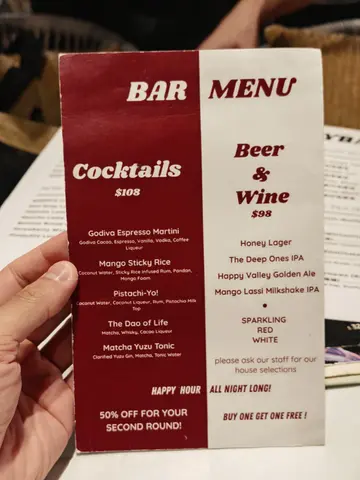 BAR MENU
Cocktails
$108
Godiva Espresso Martini
Godiva Cacao, Espresso, Vanilla, Vodka, Coffee
Liqueur
Mango Sticky Rice
Coconut Water, Sticky Rice Infused Rum, Pandan,
Mango Foam
Pistachi-Yo!
Coconut Water, Coconut Liqueur, Rum, Pistachio Milk
Top
The Dao of Life
Matcha, Whisky, Cacao Liqueur
Matcha Yuzu Tonic
Clarified Yuzu Gin, Matcha, Tonic Water
Beer
&
Wine
$98
Honey Lager
The Deep Ones IPA
Happy Valley Golden Ale
Mango Lassi Milkshake IPA
•
SPARKLING
RED
WHITE
please ask our staff for our
house selections
HAPPY HOUR ALL NIGHT LONG!
50% OFF FOR YOUR
SECOND ROUND!
BUY ONE GET ONE FREE !